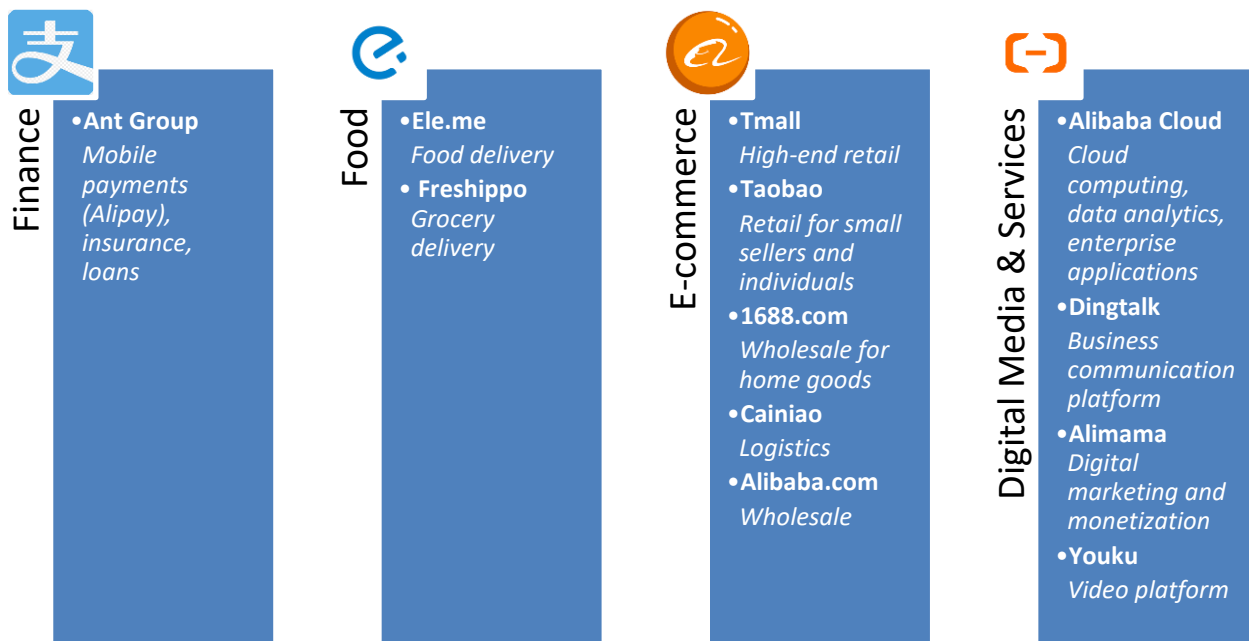 支
Finance
•Ant Group
Mobile
payments
(Alipay),
insurance,
loans
Food
•Ele.me
Food delivery
• Freshippo
Grocery
delivery
E-commerce
•Tmall
High-end retail
•Taobao
Retail for small
sellers and
individuals
•1688.com
Wholesale for
home goods
•Cainiao
Logistics
•Alibaba.com
Wholesale
Digital Media & Services
•Alibaba Cloud
Cloud
computing,
data analytics,
enterprise
applications
•Dingtalk
Business
communication
platform
•Alimama
Digital
marketing and
monetization
•Youku
Video platform